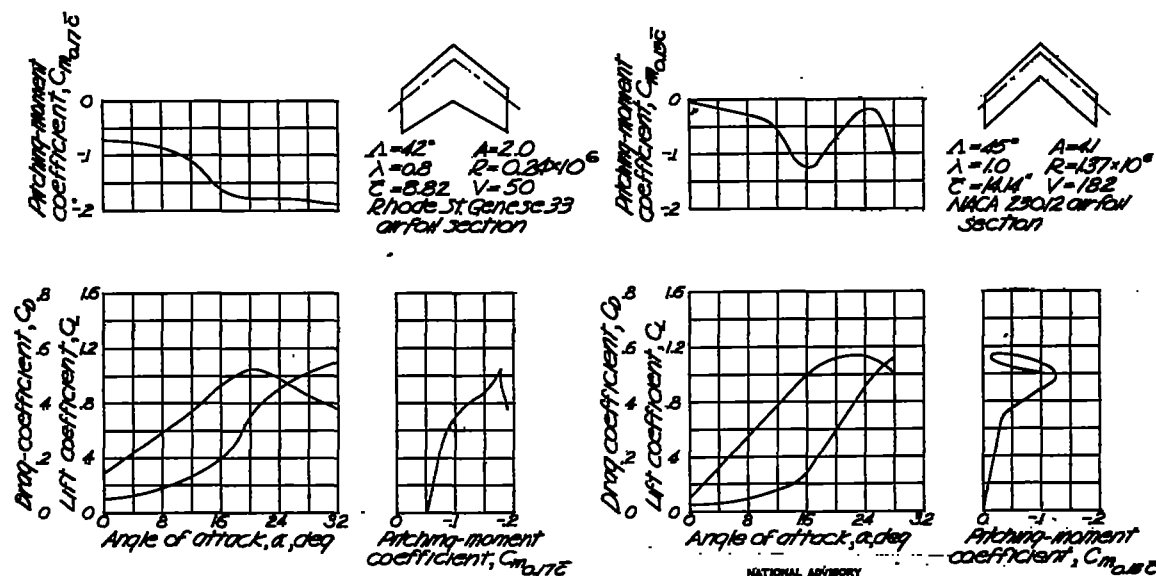 Pitching-moment
coefficient, Cm0.17c̄
0
-.1
-.2
Λ=42° A=2.0
λ=0.8 R=0.24×10⁶
c̄=8.82 V=50
Rhode St. Genese 33
airfoil section
Drag-coefficient, CD
Lift coefficient, CL
.8 1.6
.6 1.2
.4 .8
.2 .4
0 0
0 8 16 24 32
Angle of attack, α, deg
0 -.1 -.2
Pitching-moment
coefficient, Cm0.17c̄
Pitching-moment
coefficient, Cm
0
-.1
-.2
Λ=45° A=4.1
λ=1.0 R=1.37×10⁶
c̄=14.14" V=182
NACA 23012 airfoil
section
Drag coefficient, CD
Lift coefficient, CL
.8 1.6
.6 1.2
.4 .8
.2 .4
0 0
0 8 16 24 32
Angle of attack, α, deg
0 -.1 -.2
Pitching-moment
coefficient, Cm
NATIONAL ADVISORY